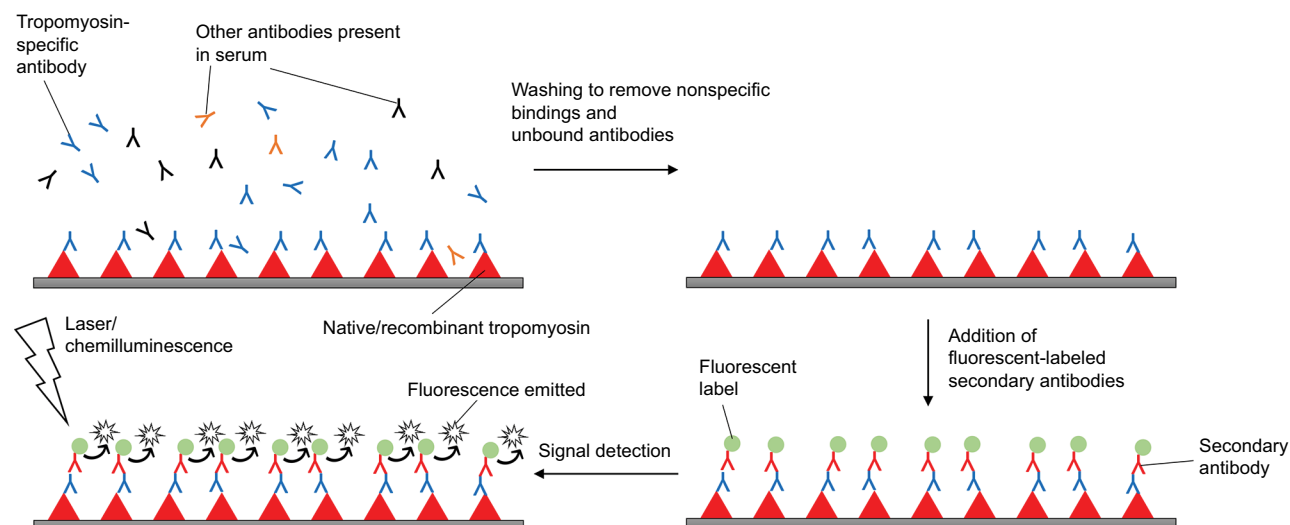 Tropomyosin-
specific
antibody
Other antibodies present
in serum
Washing to remove nonspecific
bindings and
unbound antibodies
Native/recombinant tropomyosin
Laser/
chemilluminescence
Fluorescence emitted
Signal detection
Fluorescent
label
Addition of
fluorescent-labeled
secondary antibodies
Secondary
antibody